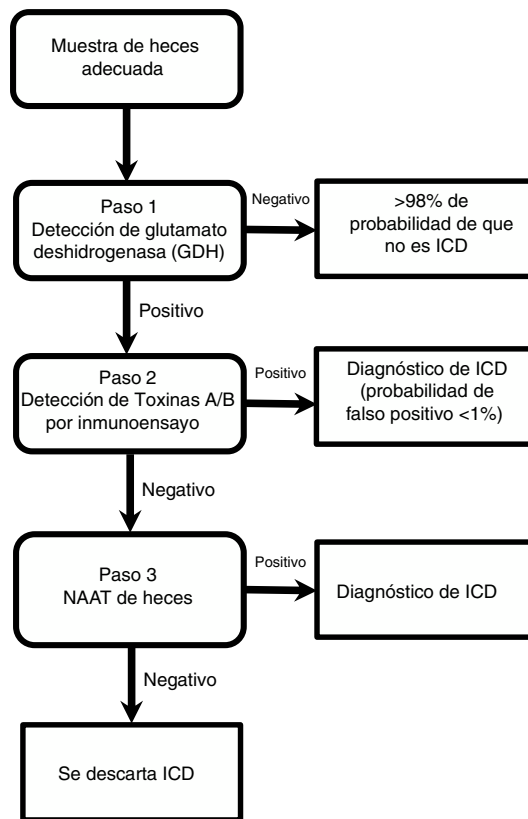 Muestra de heces
adecuada
Paso 1
Detección de glutamato
deshidrogenasa (GDH)
Negativo
>98% de
probabilidad de que
no es ICD
Positivo
Paso 2
Detección de Toxinas A/B
por inmunoensayo
Positivo
Diagnóstico de ICD
(probabilidad de
falso positivo <1%)
Negativo
Paso 3
NAAT de heces
Positivo
Diagnóstico de ICD
Negativo
Se descarta ICD